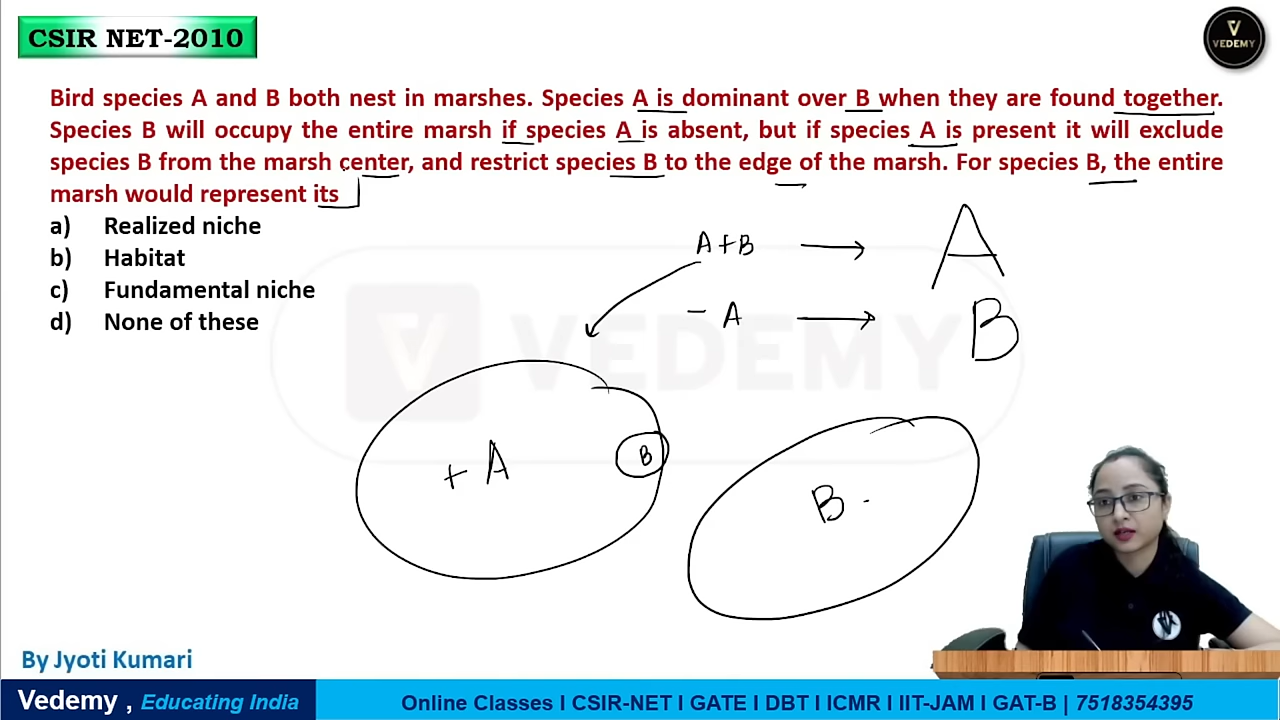 CSIR NET-2010
VEDEMY
Bird species A and B both nest in marshes. Species A is dominant over B when they are found together.
Species B will occupy the entire marsh if species A is absent, but if species A is present it will exclude
species B from the marsh center, and restrict species B to the edge of the marsh. For species B, the entire
marsh would represent its
a) Realized niche
b) Habitat
c) Fundamental niche
d) None of these
A+B → A
- A → B
VEDEMY
+ A
B
B
By Jyoti Kumari
Vedemy , Educating India
Online Classes I CSIR-NET I GATE I DBT I ICMR I IIT-JAM I GAT-B | 7518354395